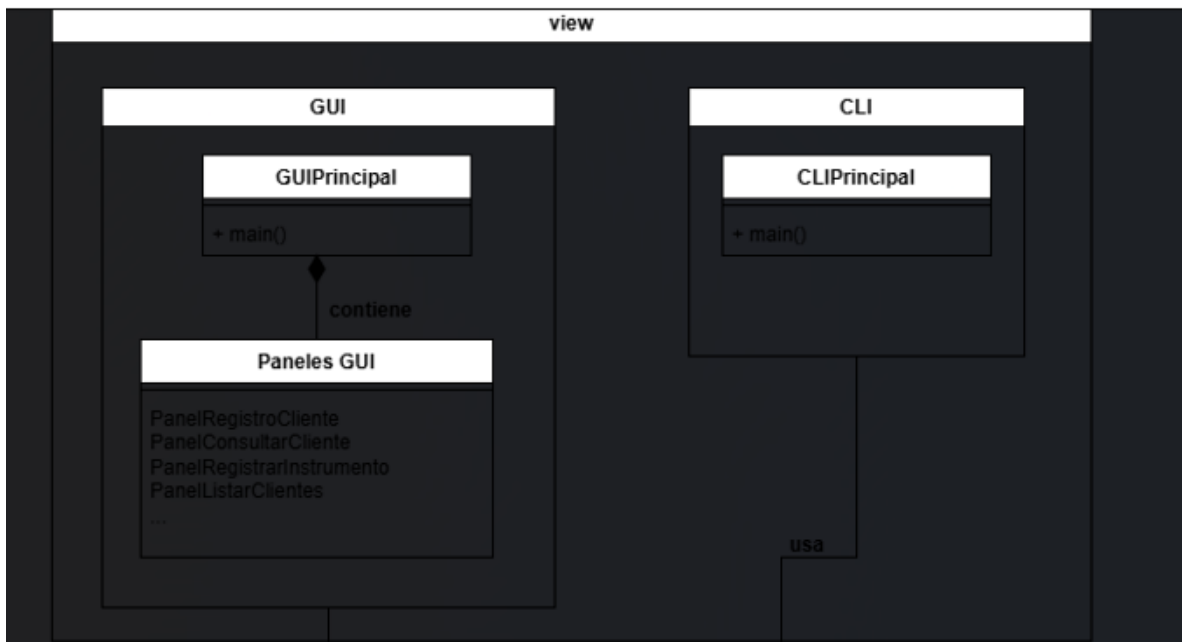 view
GUI
GUIPrincipal
+ main()
contiene
Paneles GUI
PanelRegistroCliente
PanelConsultarCliente
PanelRegistrarInstrumento
PanelListarClientes
...
CLI
CLIPrincipal
+ main()
usa